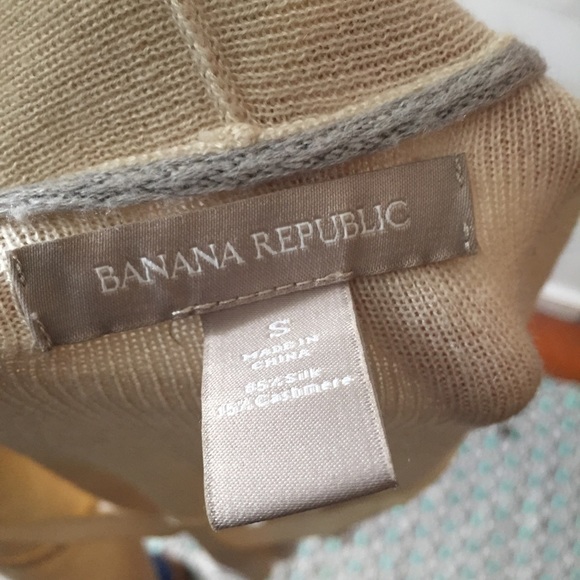 BANANA REPUBLIC
S
MADE IN
CHINA
85% Silk
15% Cashmere